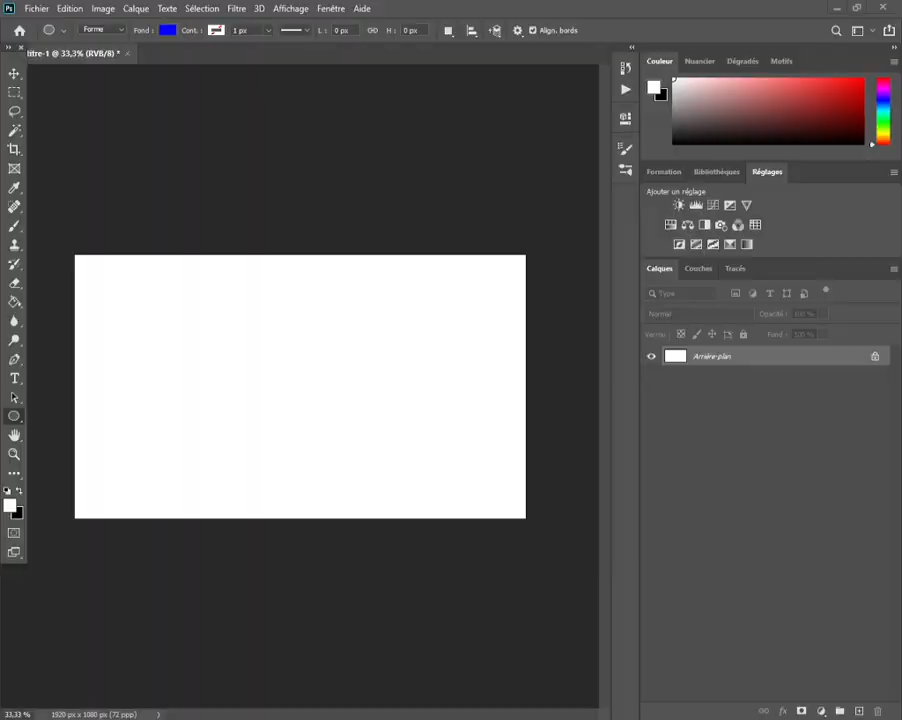 Ps Fichier Edition Image Calque Texte Sélection Filtre 3D Affichage Fenêtre Aide
Forme Fond : Cont. : 1 px L : 0 px H : 0 px Align. bords
titre-1 @ 33,3% (RVB/8) *
Couleur Nuancier Dégradés Motifs
Formation Bibliothèques Réglages
Ajouter un réglage
Calques Couches Tracés
Type
Normal Opacité : 100 %
Verrou : Fond : 100 %
Arrière-plan
T
33,33 % 1920 px x 1080 px (72 ppp)